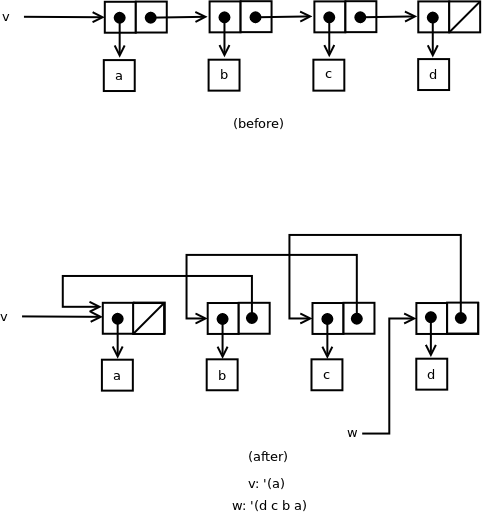 v
a b c d
(before)
v
a b c d
w
(after)
v: '(a)
w: '(d c b a)